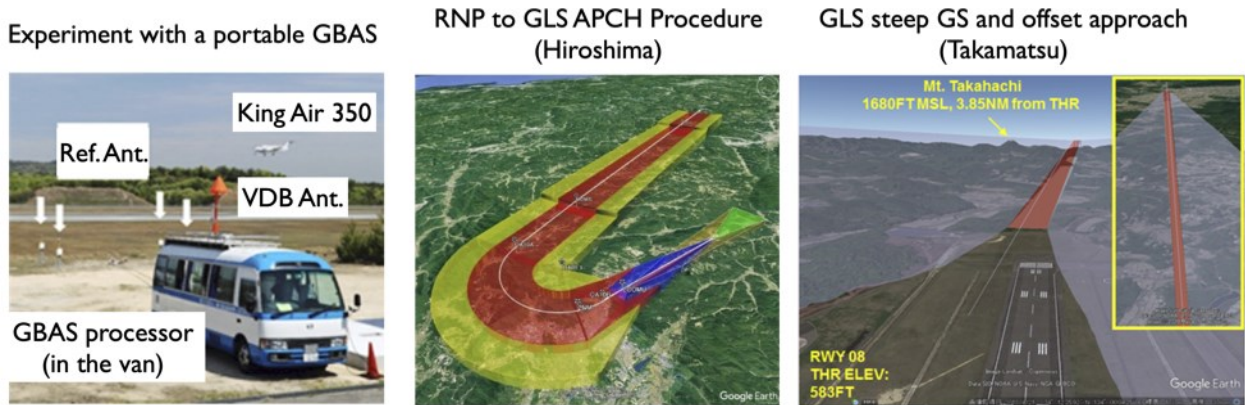 Experiment with a portable GBAS
King Air 350
Ref. Ant.
VDB Ant.
GBAS processor
(in the van)
RNP to GLS APCH Procedure
(Hiroshima)
Google Earth
GLS steep GS and offset approach
(Takamatsu)
Mt. Takahachi
1680FT MSL, 3.85NM from THR
RWY 08
THR ELEV:
583FT
Google Earth